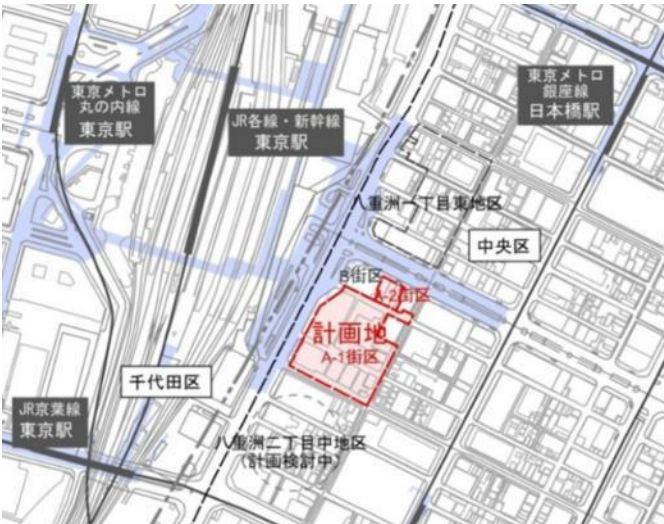 東京メトロ
丸の内線
東京駅
JR各線・新幹線
東京駅
東京メトロ
銀座線
日本橋駅
八重洲一丁目東地区
中央区
B街区
A-2街区
計画地
A-1街区
千代田区
JR京葉線
東京駅
八重洲二丁目中地区
(計画検討中)